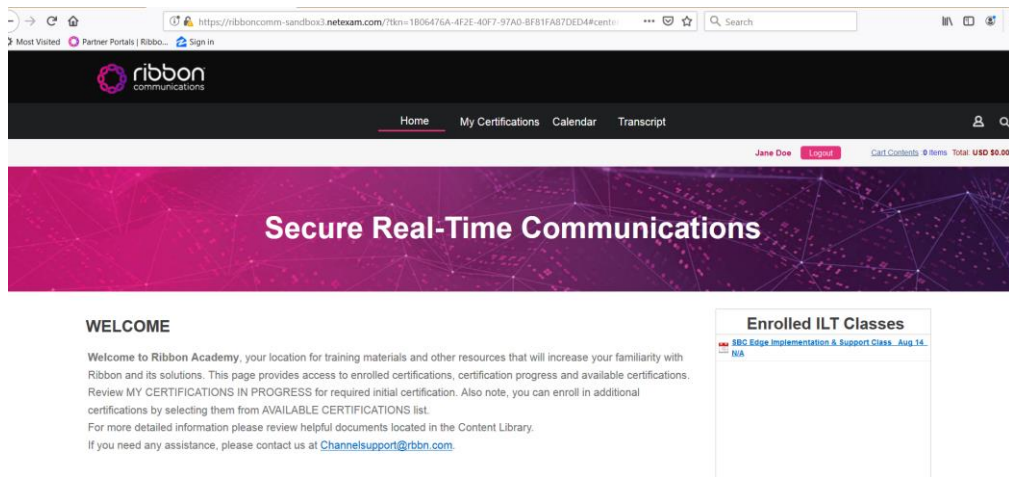 https://ribboncomm-sandbox3.netexam.com/?tkn=1B06476A-4F2E-40F7-97A0-BF81FA87DED4#cente
Search
Most Visited Partner Portals | Ribbo... Sign in
ribbon
communications
Home My Certifications Calendar Transcript
Jane Doe Logout Cart Contents :0 items Total: USD $0.00
Secure Real-Time Communications
WELCOME
Welcome to Ribbon Academy, your location for training materials and other resources that will increase your familiarity with
Ribbon and its solutions. This page provides access to enrolled certifications, certification progress and available certifications.
Review MY CERTIFICATIONS IN PROGRESS for required initial certification. Also note, you can enroll in additional
certifications by selecting them from AVAILABLE CERTIFICATIONS list.
For more detailed information please review helpful documents located in the Content Library.
If you need any assistance, please contact us at Channelsupport@rbbn.com.
Enrolled ILT Classes
SBC Edge Implementation & Support Class Aug 14
N/A